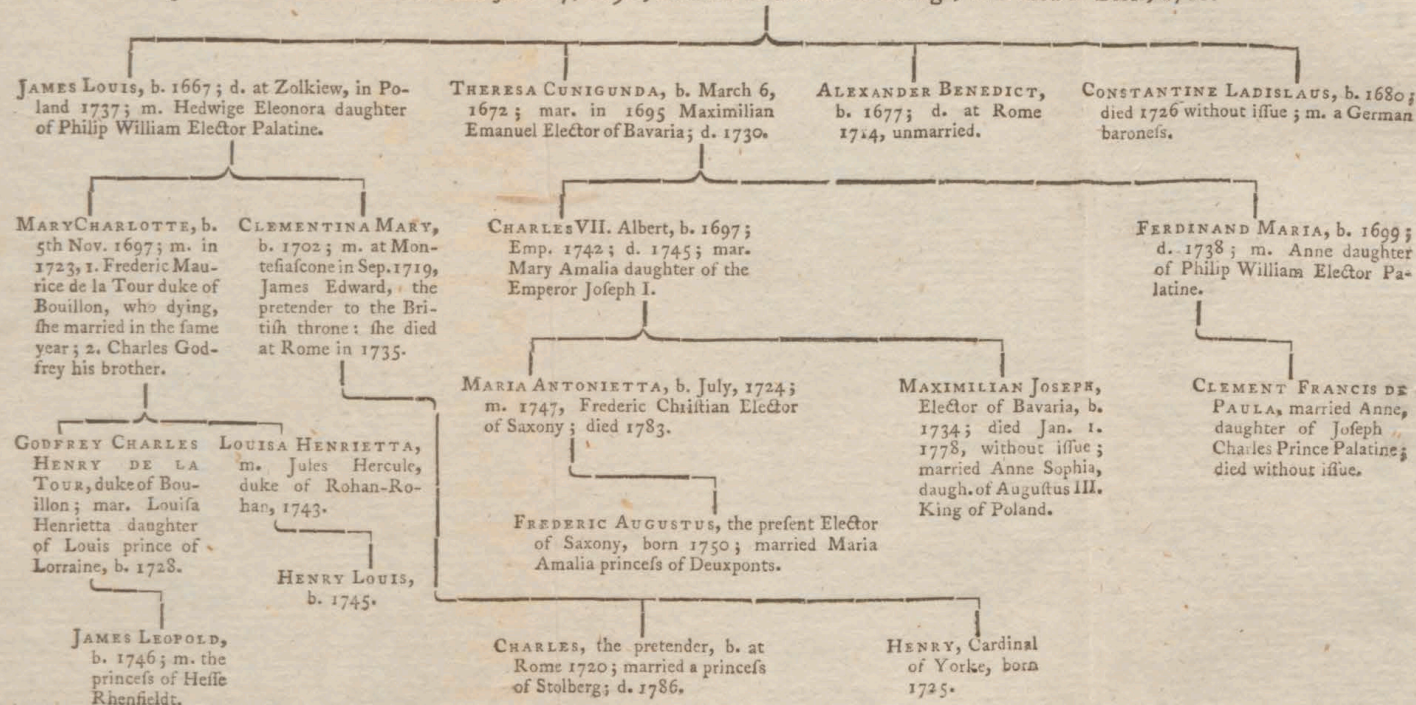 JAMES LOUIS, b. 1667; d. at Zolkiew, in Po-
land 1737; m. Hedwige Eleonora daughter
of Philip William Elector Palatine.
THERESA CUNIGUNDA, b. March 6,
1672; mar. in 1695 Maximilian
Emanuel Elector of Bavaria; d. 1730.
ALEXANDER BENEDICT,
b. 1677; d. at Rome
1714, unmarried.
CONSTANTINE LADISLAUS, b. 1680;
died 1726 without iſſue; m. a German
baroneſs.
MARY CHARLOTTE, b.
5th Nov. 1697; m. in
1723, 1. Frederic Mau-
rice de la Tour duke of
Bouillon, who dying,
ſhe married in the ſame
year; 2. Charles God-
frey his brother.
CLEMENTINA MARY,
b. 1702; m. at Mon-
tefiaſcone in Sep. 1719,
James Edward, the
pretender to the Bri-
tiſh throne: ſhe died
at Rome in 1735.
CHARLES VII. Albert, b. 1697;
Emp. 1742; d. 1745; mar.
Mary Amalia daughter of the
Emperor Joſeph I.
FERDINAND MARIA, b. 1699;
d. 1738; m. Anne daughter
of Philip William Elector Pa-
latine.
MARIA ANTONIETTA, b. July, 1724;
m. 1747, Frederic Chriſtian Elector
of Saxony; died 1783.
MAXIMILIAN JOSEPH,
Elector of Bavaria, b.
1734; died Jan. 1.
1778, without iſſue;
married Anne Sophia,
daugh. of Auguſtus III.
King of Poland.
CLEMENT FRANCIS DE
PAULA, married Anne,
daughter of Joſeph
Charles Prince Palatine;
died without iſſue.
GODFREY CHARLES
HENRY DE LA
TOUR, duke of Bou-
illon; mar. Louiſa
Henrietta daughter
of Louis prince of
Lorraine, b. 1728.
LOUISA HENRIETTA,
m. Jules Hercule,
duke of Rohan-Ro-
han, 1743.
FREDERIC AUGUSTUS, the preſent Elector
of Saxony, born 1750; married Maria
Amalia princeſs of Deuxponts.
HENRY LOUIS,
b. 1745.
JAMES LEOPOLD,
b. 1746; m. the
princeſs of Heſſe
Rhenfieldt.
CHARLES, the pretender, b. at
Rome 1720; married a princeſs
of Stolberg; d. 1786.
HENRY, Cardinal
of Yorke, born
1725.